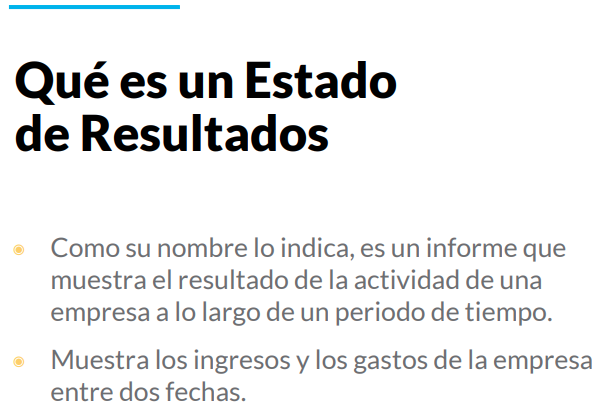 Qué es un Estado
de Resultados
Como su nombre lo indica, es un informe que
muestra el resultado de la actividad de una
empresa a lo largo de un periodo de tiempo.
Muestra los ingresos y los gastos de la empresa
entre dos fechas.